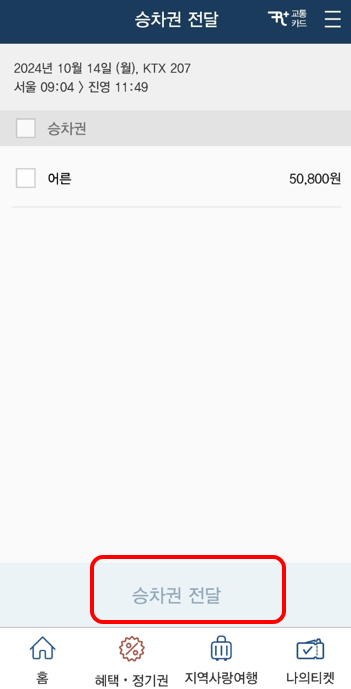 승차권 전달
교통
카드
2024년 10월 14일 (월), KTX 207
서울 09:04 > 진영 11:49
승차권
어른 50,800원
승차권 전달
홈 혜택·정기권 지역사랑여행 나의티켓